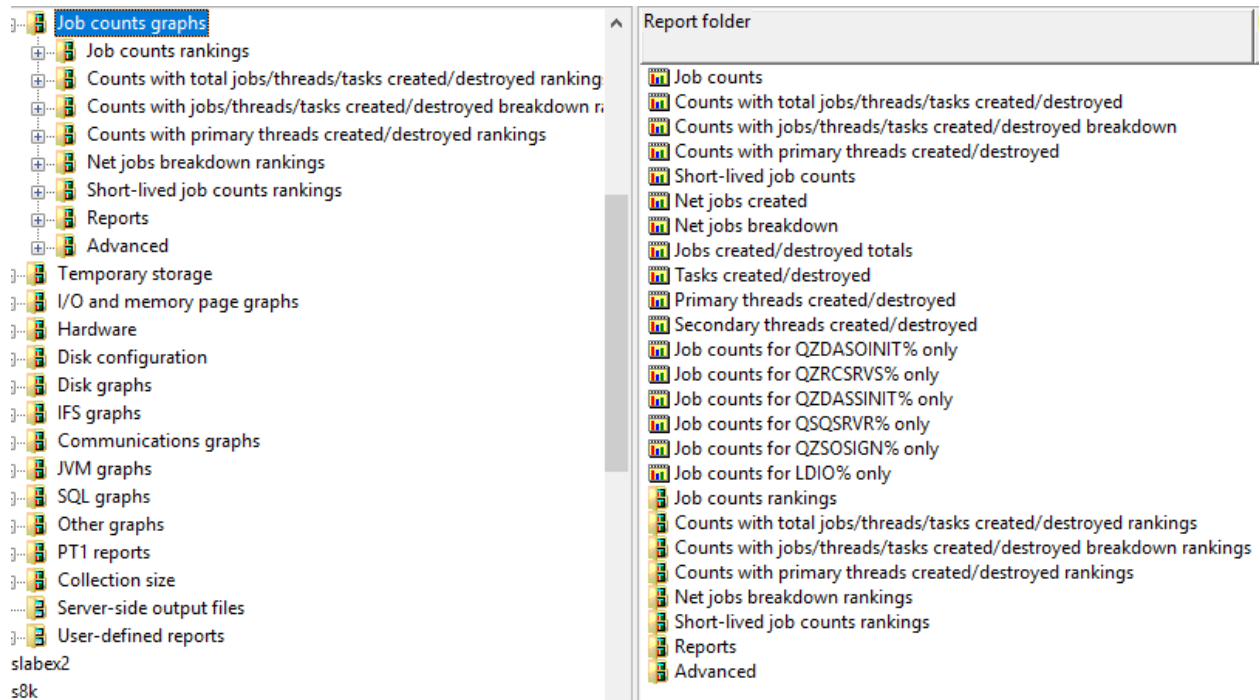 Job counts graphs
Job counts rankings
Counts with total jobs/threads/tasks created/destroyed ranking
Counts with jobs/threads/tasks created/destroyed breakdown ra
Counts with primary threads created/destroyed rankings
Net jobs breakdown rankings
Short-lived job counts rankings
Reports
Advanced
Temporary storage
I/O and memory page graphs
Hardware
Disk configuration
Disk graphs
IFS graphs
Communications graphs
JVM graphs
SQL graphs
Other graphs
PT1 reports
Collection size
Server-side output files
User-defined reports
slabex2
s8k
Report folder
Job counts
Counts with total jobs/threads/tasks created/destroyed
Counts with jobs/threads/tasks created/destroyed breakdown
Counts with primary threads created/destroyed
Short-lived job counts
Net jobs created
Net jobs breakdown
Jobs created/destroyed totals
Tasks created/destroyed
Primary threads created/destroyed
Secondary threads created/destroyed
Job counts for QZDASOINIT% only
Job counts for QZRCSRVS% only
Job counts for QZDASSINIT% only
Job counts for QSQSRVR% only
Job counts for QZSOSIGN% only
Job counts for LDIO% only
Job counts rankings
Counts with total jobs/threads/tasks created/destroyed rankings
Counts with jobs/threads/tasks created/destroyed breakdown rankings
Counts with primary threads created/destroyed rankings
Net jobs breakdown rankings
Short-lived job counts rankings
Reports
Advanced